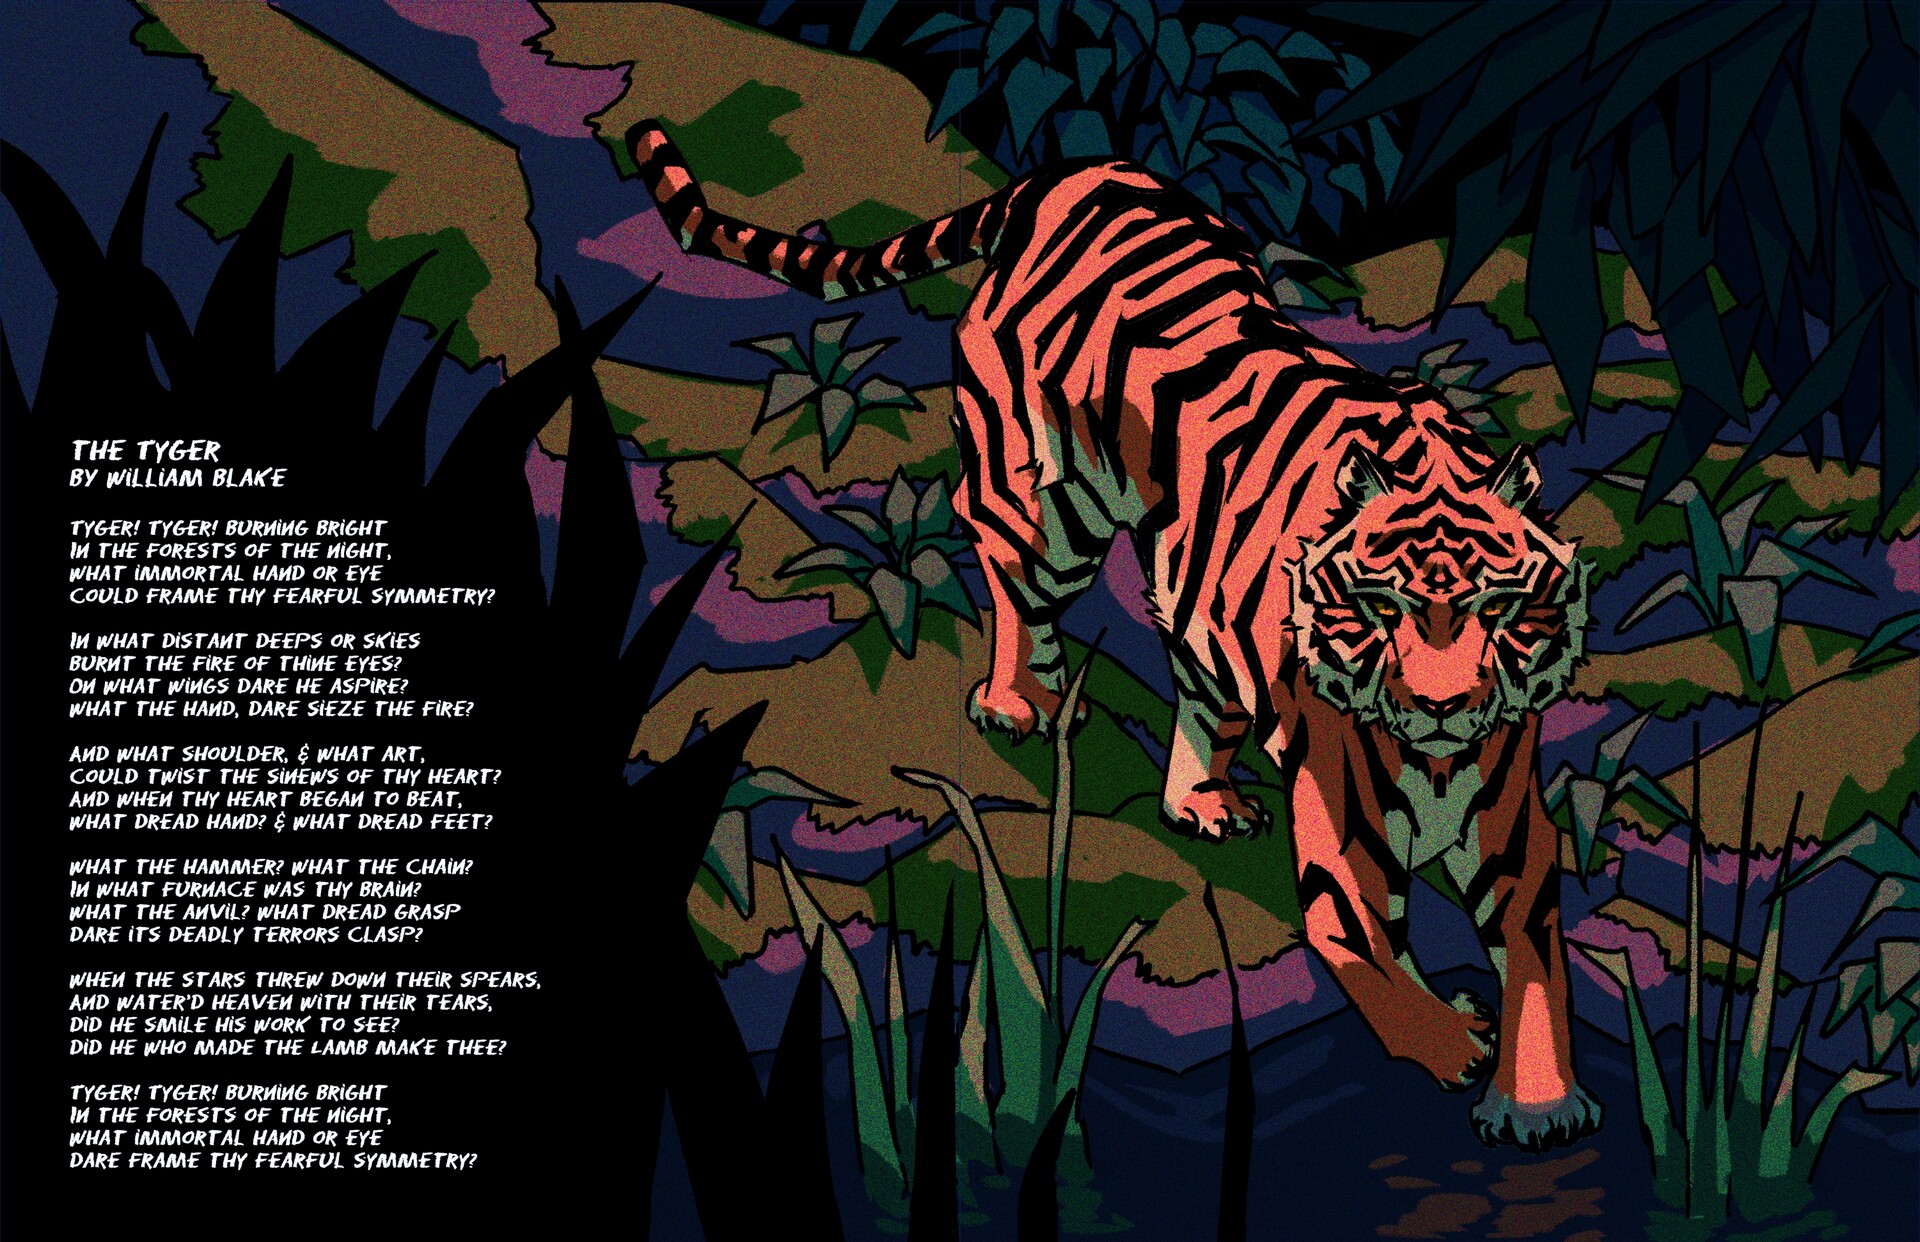 THE TYGER
BY WILLIAM BLAKE
TYGER! TYGER! BURNING BRIGHT
IN THE FORESTS OF THE NIGHT,
WHAT IMMORTAL HAND OR EYE
COULD FRAME THY FEARFUL SYMMETRY?
IN WHAT DISTANT DEEPS OR SKIES
BURNT THE FIRE OF THINE EYES?
ON WHAT WINGS DARE HE ASPIRE?
WHAT THE HAND, DARE SIEZE THE FIRE?
AND WHAT SHOULDER, & WHAT ART,
COULD TWIST THE SINEWS OF THY HEART?
AND WHEN THY HEART BEGAN TO BEAT,
WHAT DREAD HAND? & WHAT DREAD FEET?
WHAT THE HAMMER? WHAT THE CHAIN?
IN WHAT FURNACE WAS THY BRAIN?
WHAT THE ANVIL? WHAT DREAD GRASP
DARE ITS DEADLY TERRORS CLASP?
WHEN THE STARS THREW DOWN THEIR SPEARS,
AND WATER'D HEAVEN WITH THEIR TEARS,
DID HE SMILE HIS WORK TO SEE?
DID HE WHO MADE THE LAMB MAKE THEE?
TYGER! TYGER! BURNING BRIGHT
IN THE FORESTS OF THE NIGHT,
WHAT IMMORTAL HAND OR EYE
DARE FRAME THY FEARFUL SYMMETRY?